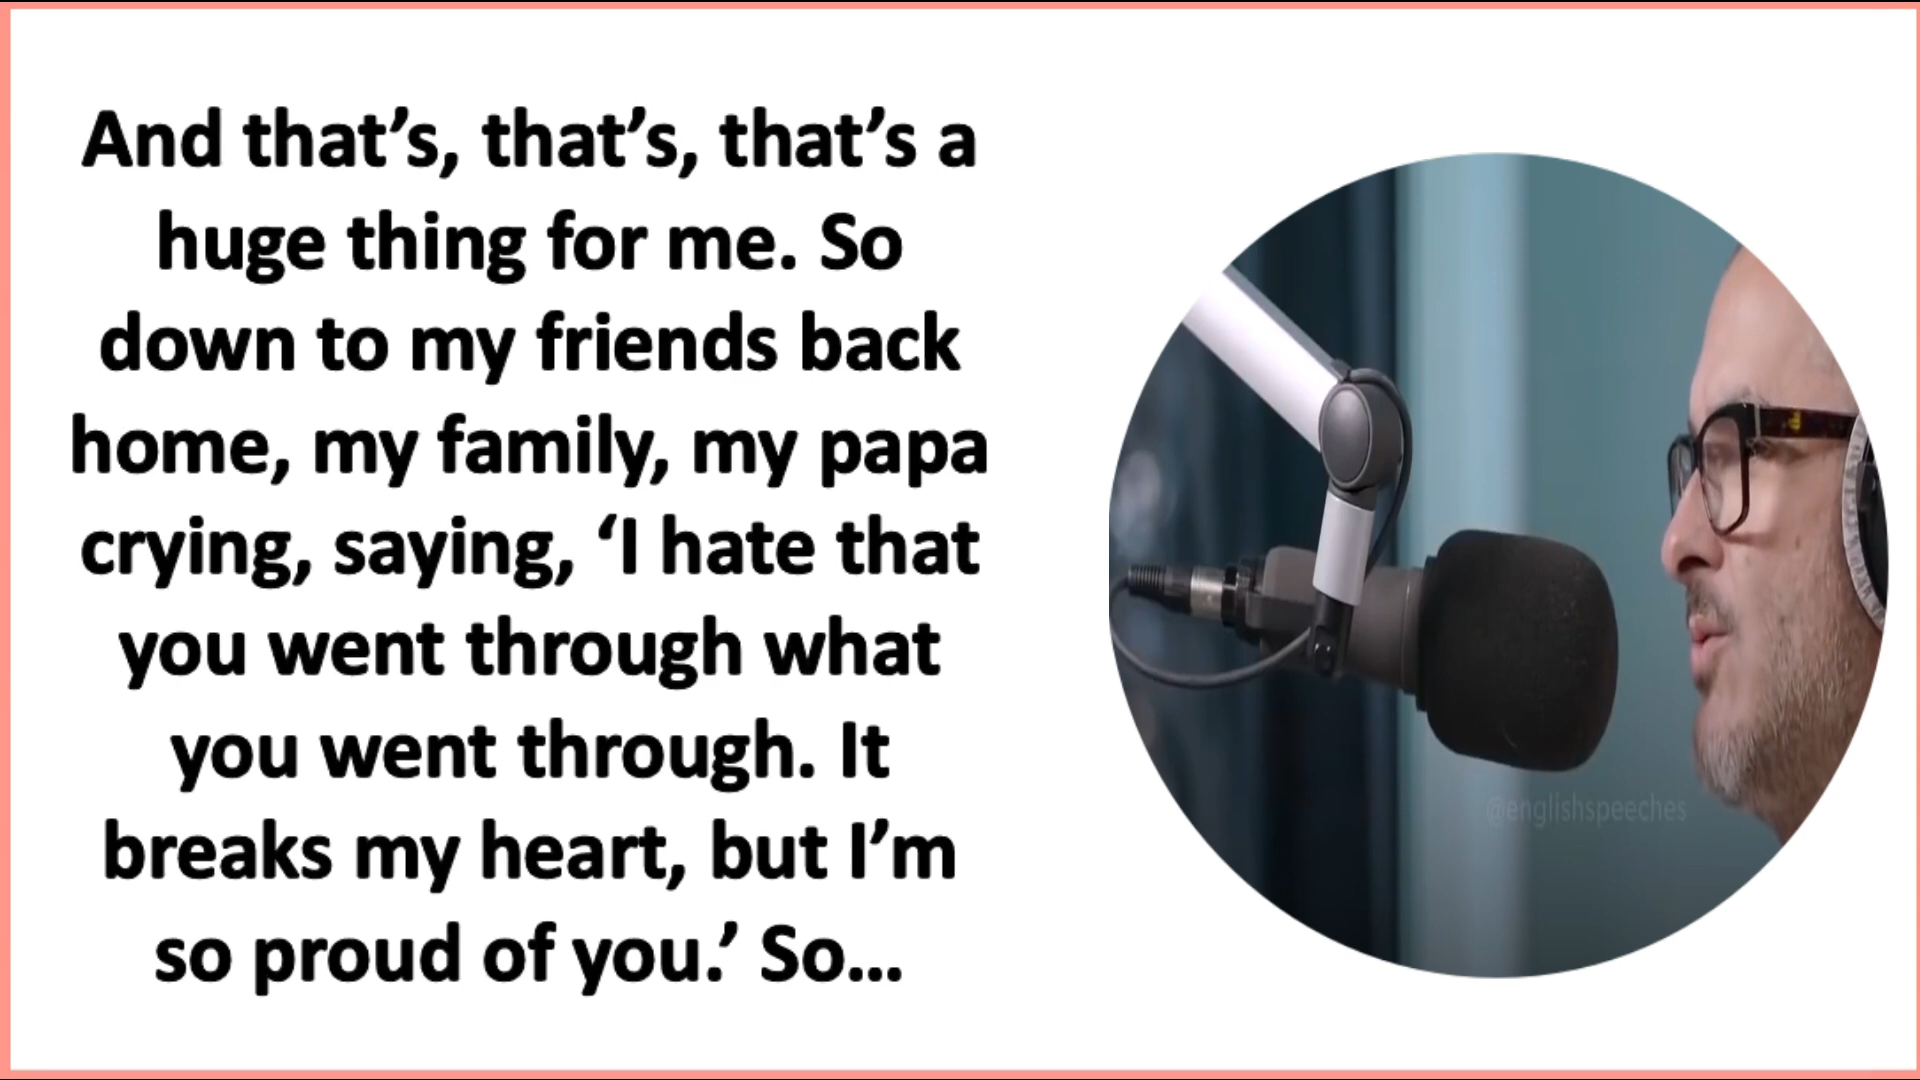 And that’s, that’s, that’s a
huge thing for me. So
down to my friends back
home, my family, my papa
crying, saying, ‘I hate that
you went through what
you went through. It
breaks my heart, but I’m
so proud of you.’ So...
@englishspeeches